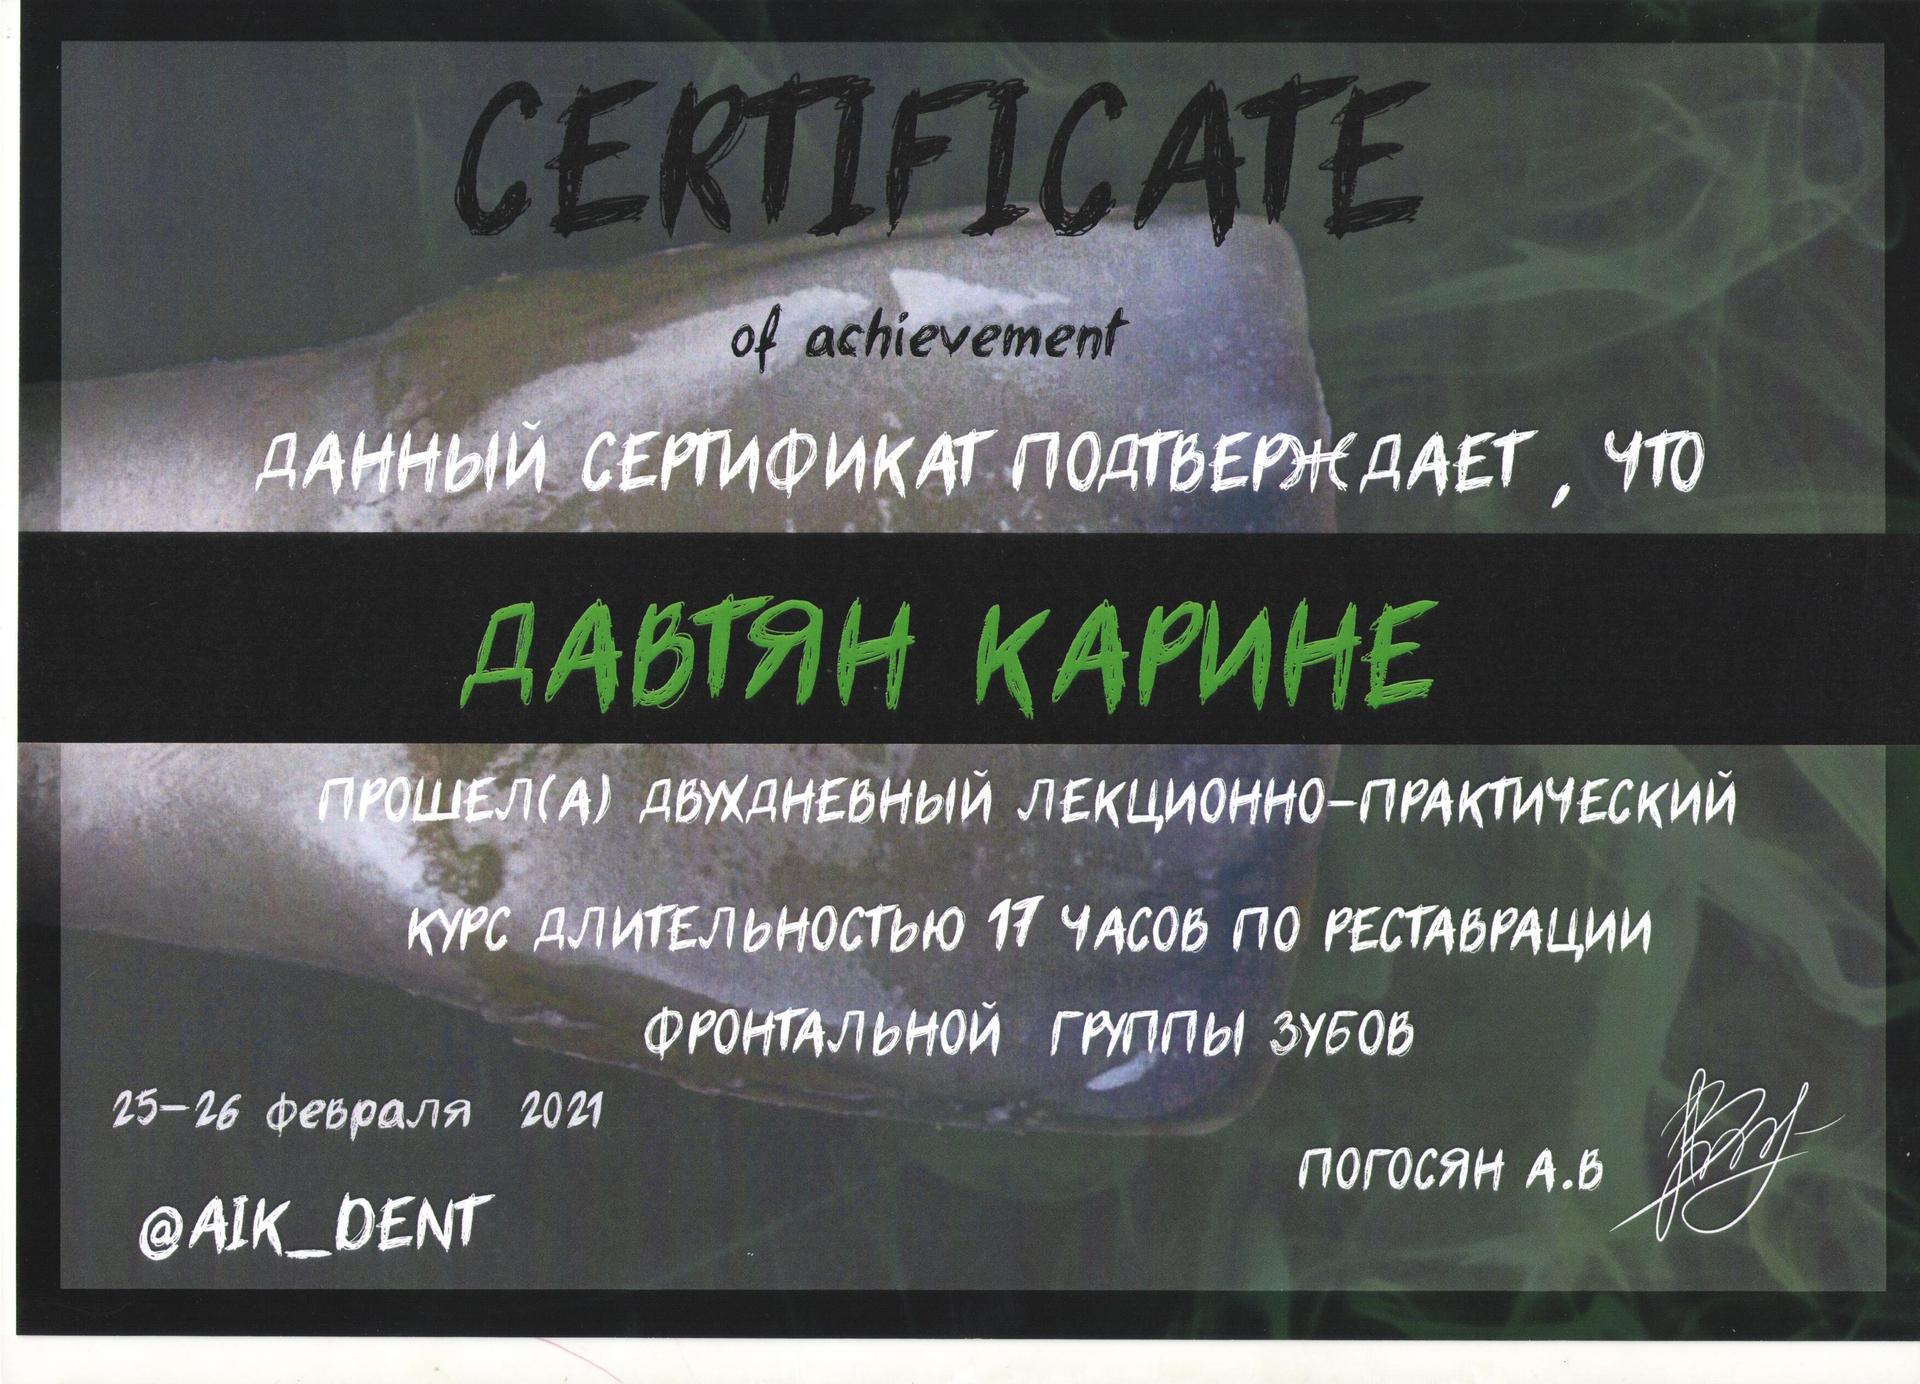 CERTIFICATE
of achievement
ДАННЫЙ СЕРТИФИКАТ ПОДТВЕРЖДАЕТ , ЧТО
ДАВТЯН КАРИНЕ
ПРОШЕЛ(А) ДВУХДНЕВНЫЙ ЛЕКЦИОННО-ПРАКТИЧЕСКИЙ
КУРС ДЛИТЕЛЬНОСТЬЮ 17 ЧАСОВ ПО РЕСТАВРАЦИИ
ФРОНТАЛЬНОЙ ГРУППЫ ЗУБОВ
25-26 февраля 2021
ПОГОСЯН А.В
@AIK_DENT